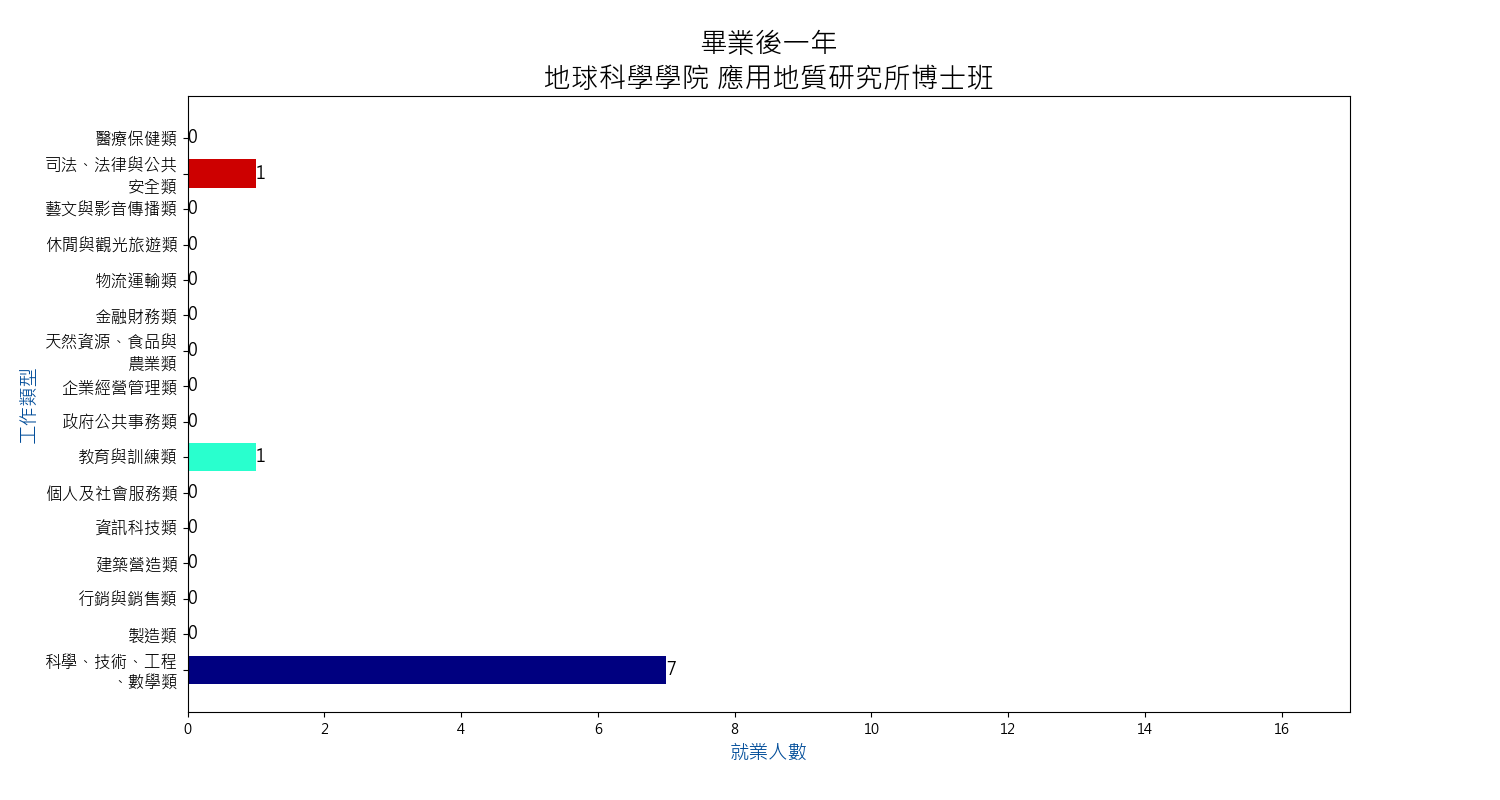 畢業後一年
地球科學學院 應用地質研究所博士班
醫療保健類
0
司法、法律與公共
安全類
1
藝文與影音傳播類
0
休閒與觀光旅遊類
0
物流運輸類
0
金融財務類
0
天然資源、食品與
農業類
0
企業經營管理類
0
政府公共事務類
0
教育與訓練類
1
個人及社會服務類
0
資訊科技類
0
建築營造類
0
行銷與銷售類
0
製造類
0
科學、技術、工程
、數學類
7
工作類型
0 2 4 6 8 10 12 14 16
就業人數